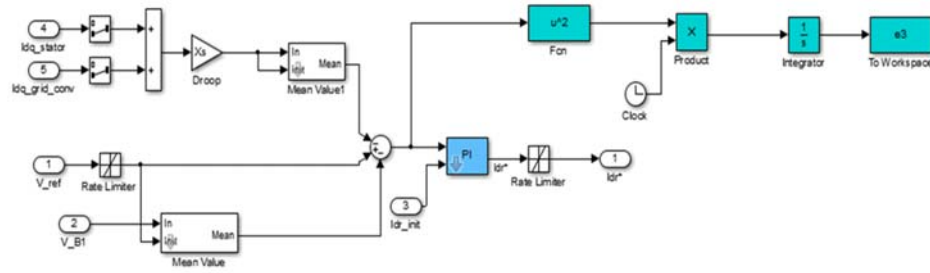 4
Idq_stator
5
Idq_grid_conv
+
+
Xs
Droop
In
Init
Mean
Mean Value1
u^2
Fcn
X
Product
Clock
1
s
Integrator
e3
To Workspace
1
V_ref
Rate Limiter
2
V_B1
In
Init
Mean
Mean Value
3
Idr_init
PI
Idr*
Rate Limiter
1
Idr*